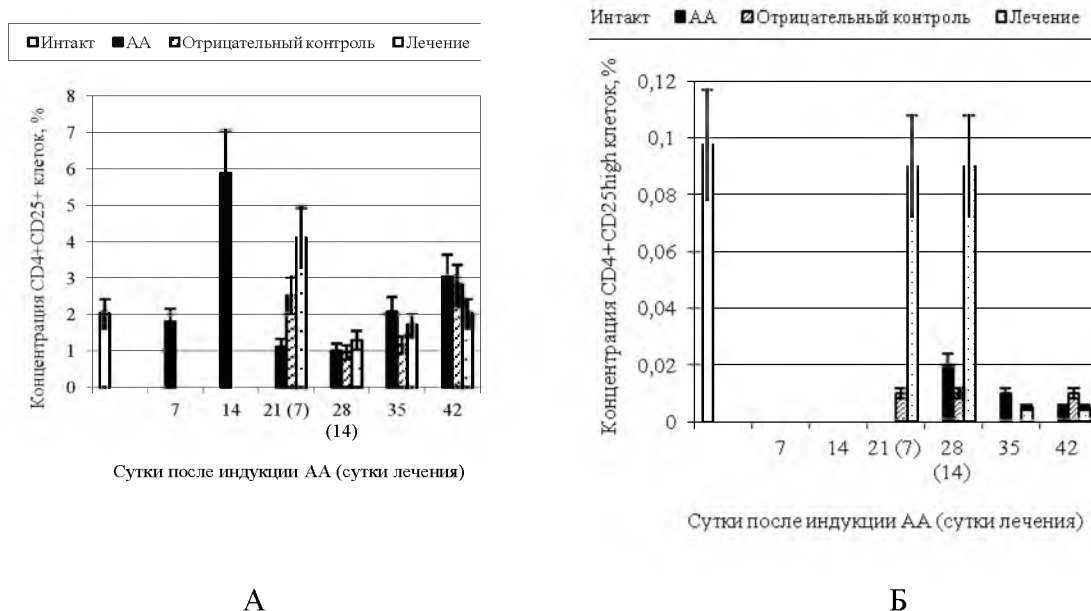 Интакт АА Отрицательный контроль Лечение
Концентрация CD4+CD25+ клеток, %
8
7
6
5
4
3
2
1
0
7 14 21 (7) 28 35 42
(14)
Сутки после индукции АА (сутки лечения)
А
Интакт АА Отрицательный контроль Лечение
Концентрация CD4+CD25high клеток, %
0,12
0,1
0,08
0,06
0,04
0,02
0
7 14 21 (7) 28 35 42
(14)
Сутки после индукции АА (сутки лечения)
Б